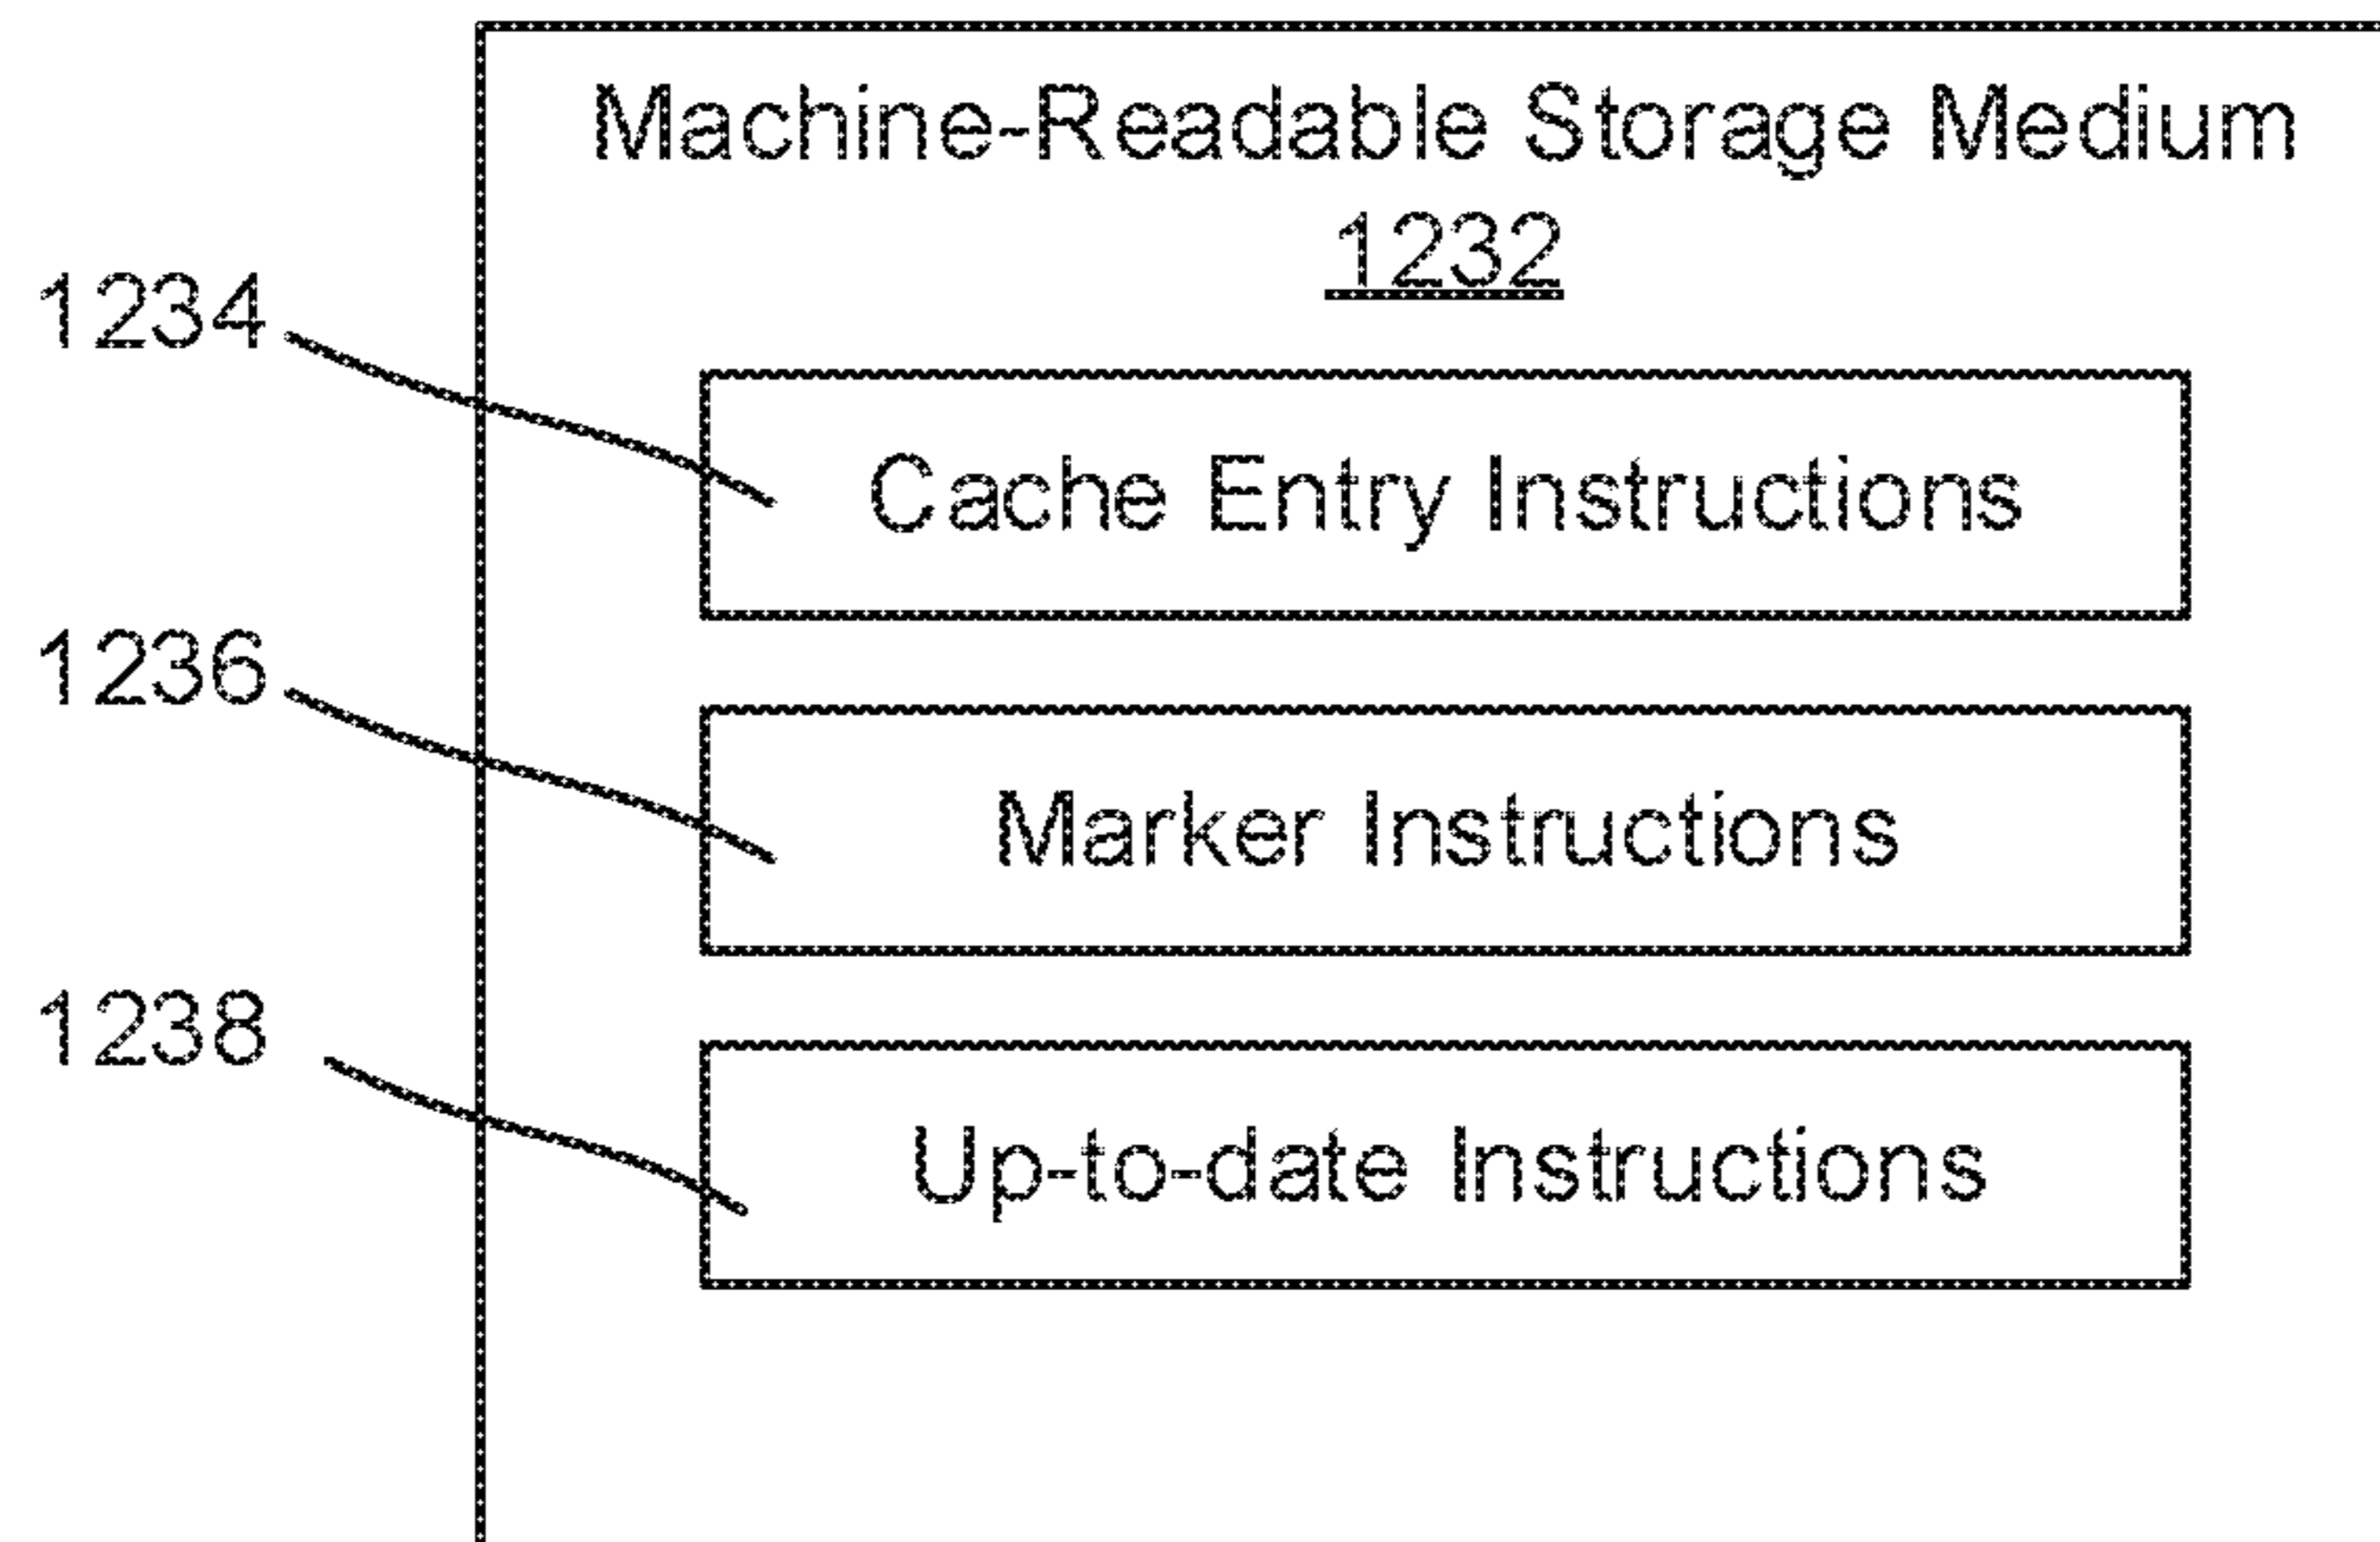 Machine-Readable Storage Medium
1232
1234
Cache Entry Instructions
1236
Marker Instructions
1238
Up-to-date Instructions